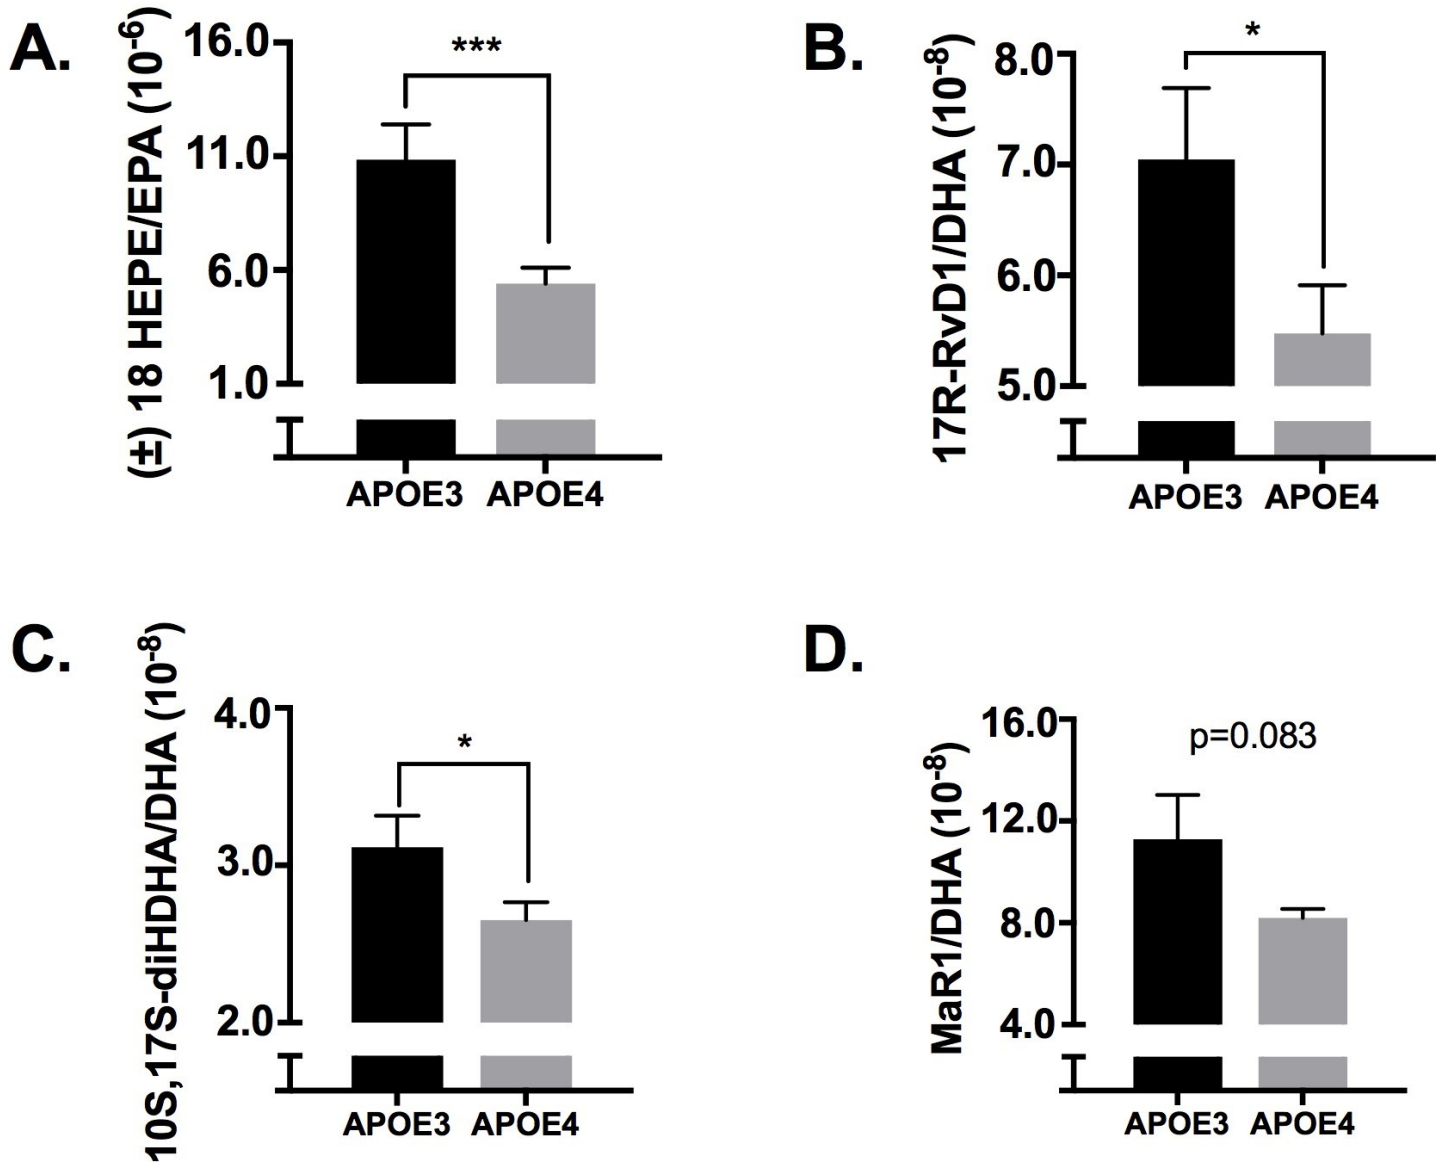 A.
(±) 18 HEPE/EPA (10-6)
16.0
11.0
6.0
1.0
***
APOE3 APOE4
B.
17R-RvD1/DHA (10-8)
8.0
7.0
6.0
5.0
*
APOE3 APOE4
C.
10S,17S-diHDHA/DHA (10-8)
4.0
3.0
2.0
*
APOE3 APOE4
D.
MaR1/DHA (10-8)
16.0
12.0
8.0
4.0
p=0.083
APOE3 APOE4